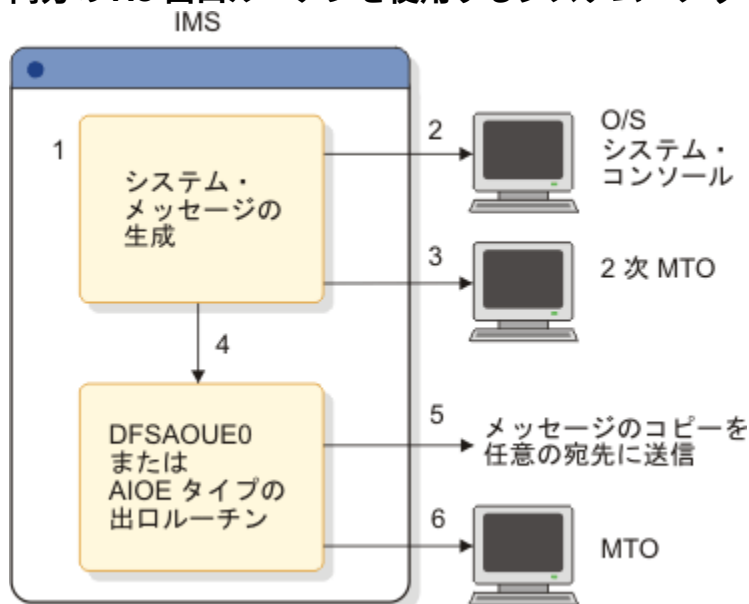 IMS
1
システム・
メッセージの
生成
2
O/S
システム・
コンソール
3
2 次 MTO
4
DFSAOUE0
または
AIOE タイプの
出口ルーチン
5
メッセージのコピーを
任意の宛先に送信
6
MTO